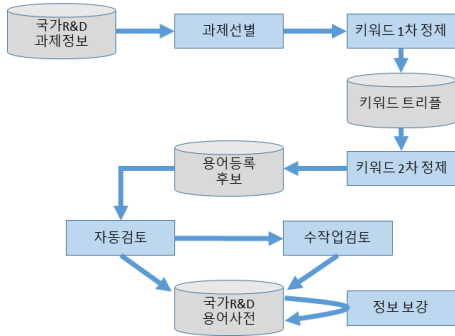 국가R&D
과제정보
과제선별
키워드 1차 정제
키워드 트리플
키워드 2차 정제
용어등록
후보
자동검토
수작업검토
국가R&D
용어사전
정보 보강